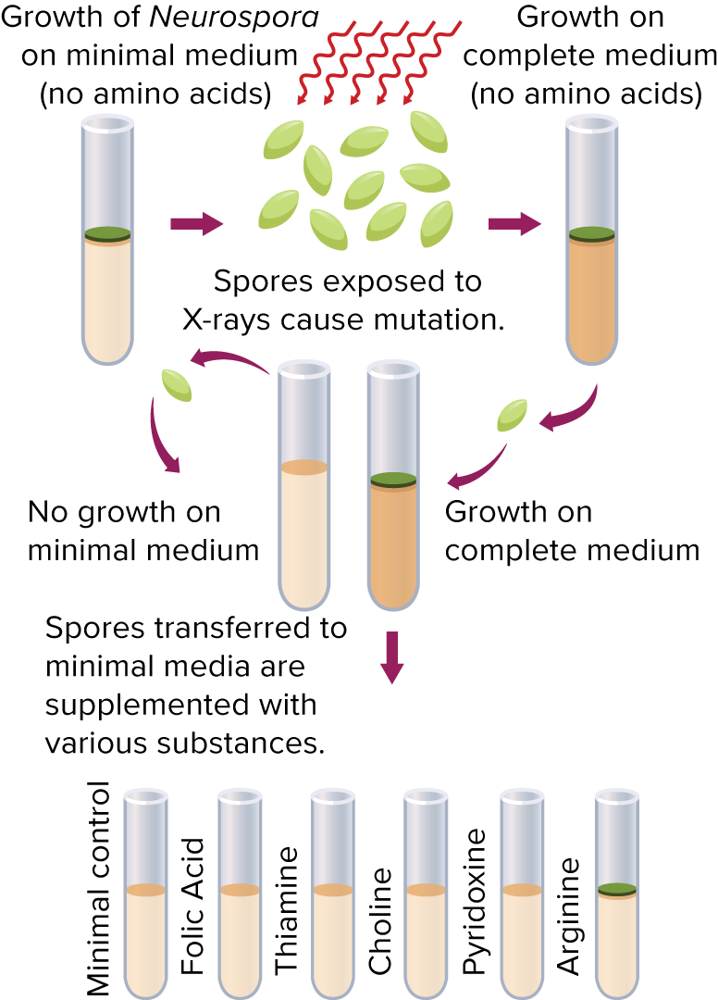 Growth of Neurospora
on minimal medium
(no amino acids)
Growth on
complete medium
(no amino acids)
Spores exposed to
X-rays cause mutation.
No growth on
minimal medium
Growth on
complete medium
Spores transferred to
minimal media are
supplemented with
various substances.
Minimal control
Folic Acid
Thiamine
Choline
Pyridoxine
Arginine